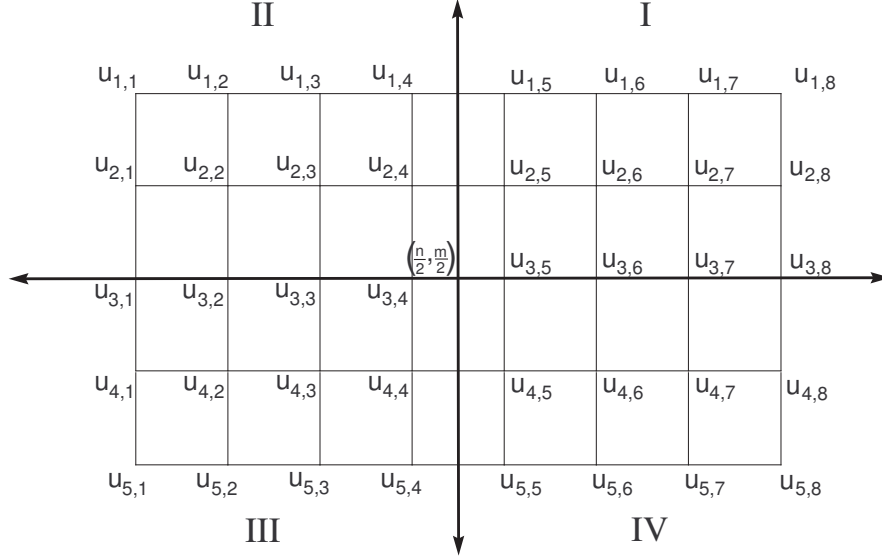 II I
u1,1 u1,2 u1,3 u1,4 u1,5 u1,6 u1,7 u1,8
u2,1 u2,2 u2,3 u2,4 u2,5 u2,6 u2,7 u2,8
(n/2, m/2) u3,5 u3,6 u3,7 u3,8
u3,1 u3,2 u3,3 u3,4
u4,1 u4,2 u4,3 u4,4 u4,5 u4,6 u4,7 u4,8
u5,1 u5,2 u5,3 u5,4 u5,5 u5,6 u5,7 u5,8
III IV